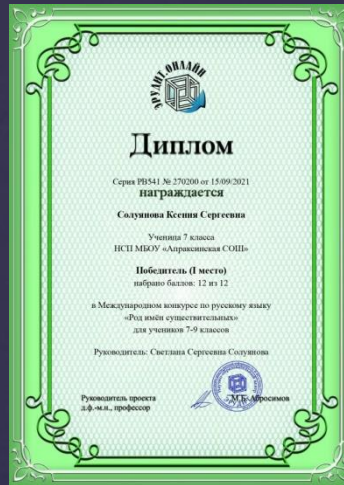 ЭРУДИТ.ОНЛАЙН
Диплом
Серия РВ541 № 270200 от 15/09/2021
награждается
Солуянова Ксения Сергеевна
Ученица 7 класса
НСП МБОУ «Апраксинская СОШ»
Победитель (I место)
набрано баллов: 12 из 12
в Международном конкурсе по русскому языку
«Род имён существительных»
для учеников 7-9 классов
Руководитель: Светлана Сергеевна Солуянова
Руководитель проекта
д.ф.-м.н., профессор
М.Б. Абросимов